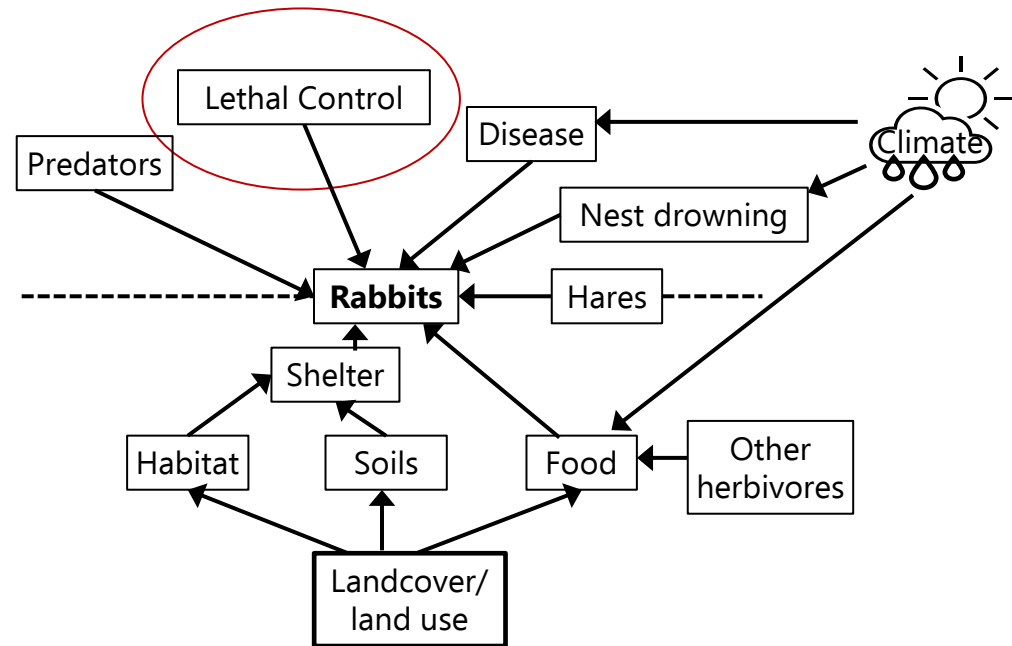 Lethal Control
Disease
Climate
Predators
Nest drowning
Rabbits
Hares
Shelter
Habitat
Soils
Food
Other
herbivores
Landcover/
land use